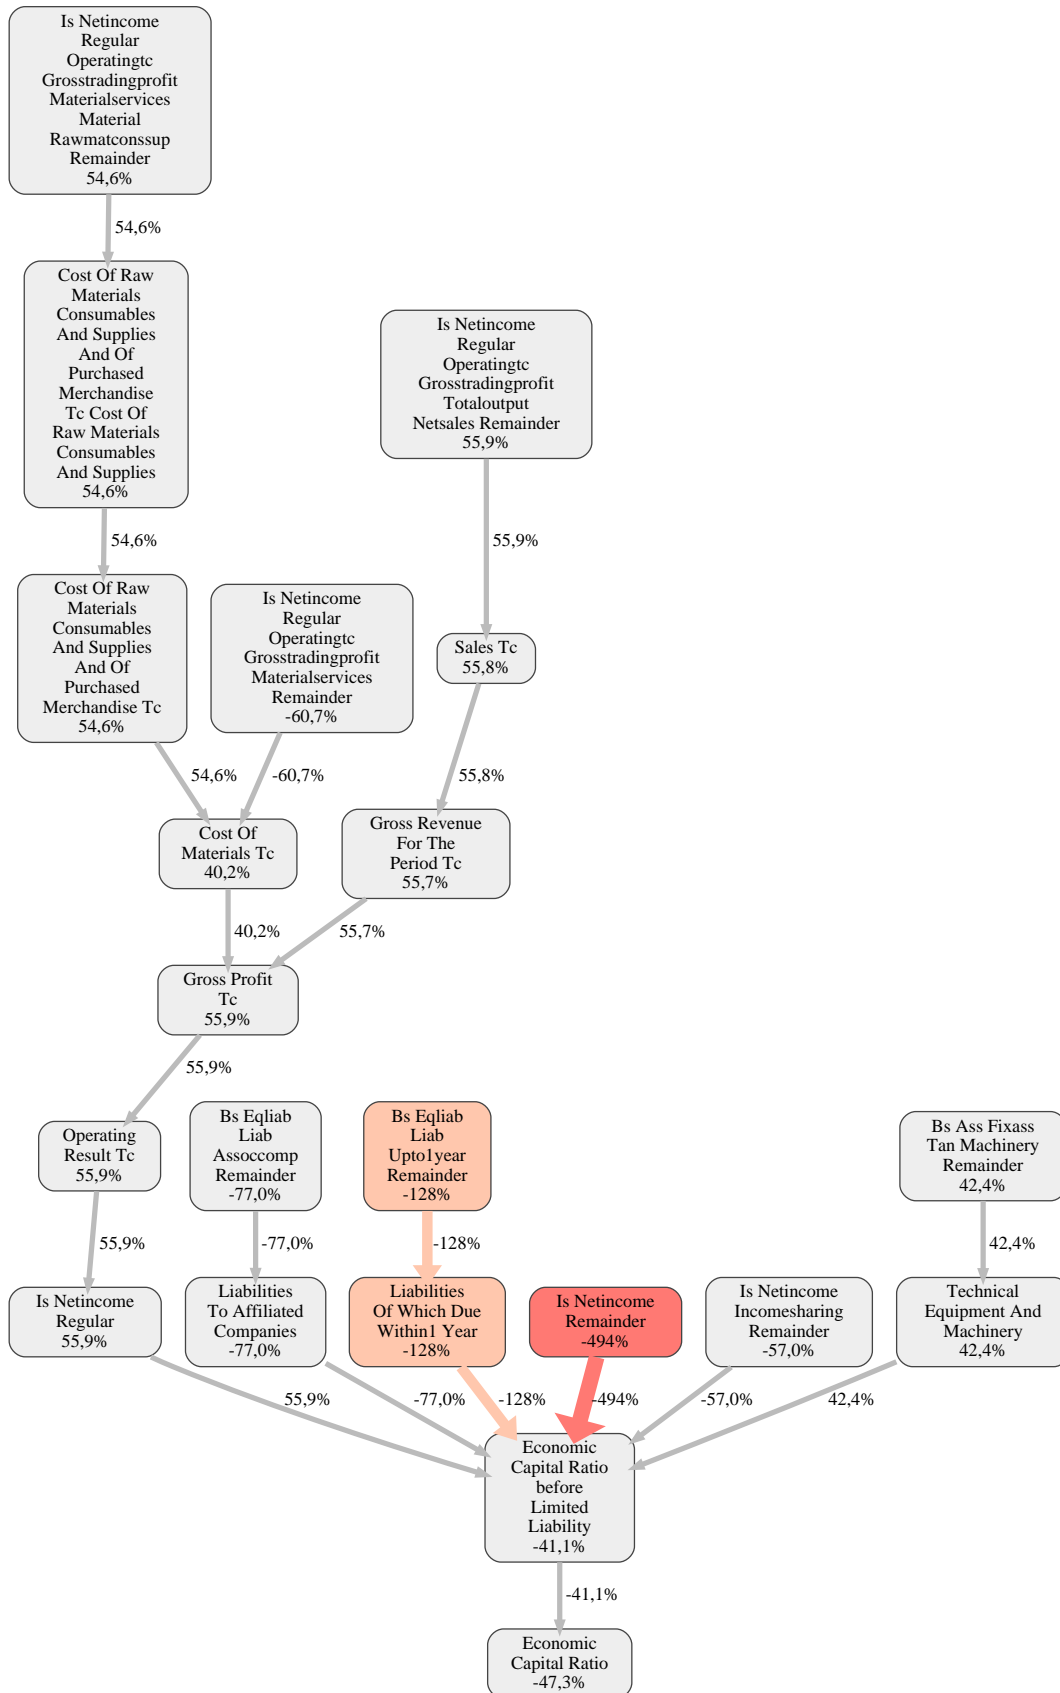 Is Netincome
Regular
Operatingtc
Grosstradingprofit
Materialservices
Material
Rawmatconssup
Remainder
54,6%
54,6%
Cost Of Raw
Materials
Consumables
And Supplies
And Of
Purchased
Merchandise
Tc Cost Of
Raw Materials
Consumables
And Supplies
54,6%
Is Netincome
Regular
Operatingtc
Grosstradingprofit
Totaloutput
Netsales Remainder
55,9%
54,6%
55,9%
Cost Of Raw
Materials
Consumables
And Supplies
And Of
Purchased
Merchandise Tc
54,6%
Is Netincome
Regular
Operatingtc
Grosstradingprofit
Materialservices
Remainder
-60,7%
Sales Tc
55,8%
54,6%
-60,7%
55,8%
Cost Of
Materials Tc
40,2%
Gross Revenue
For The
Period Tc
55,7%
40,2%
55,7%
Gross Profit
Tc
55,9%
55,9%
Operating
Result Tc
55,9%
Bs Eqliab
Liab
Assoccomp
Remainder
-77,0%
Bs Eqliab
Liab
Upto1year
Remainder
-128%
Bs Ass Fixass
Tan Machinery
Remainder
42,4%
55,9%
-77,0%
-128%
42,4%
Is Netincome
Regular
55,9%
Liabilities
To Affiliated
Companies
-77,0%
Liabilities
Of Which Due
Within1 Year
-128%
Is Netincome
Remainder
-494%
Is Netincome
Incomesharing
Remainder
-57,0%
Technical
Equipment And
Machinery
42,4%
55,9%
-77,0%
-128%
-494%
-57,0%
42,4%
Economic
Capital Ratio
before
Limited
Liability
-41,1%
-41,1%
Economic
Capital Ratio
-47,3%